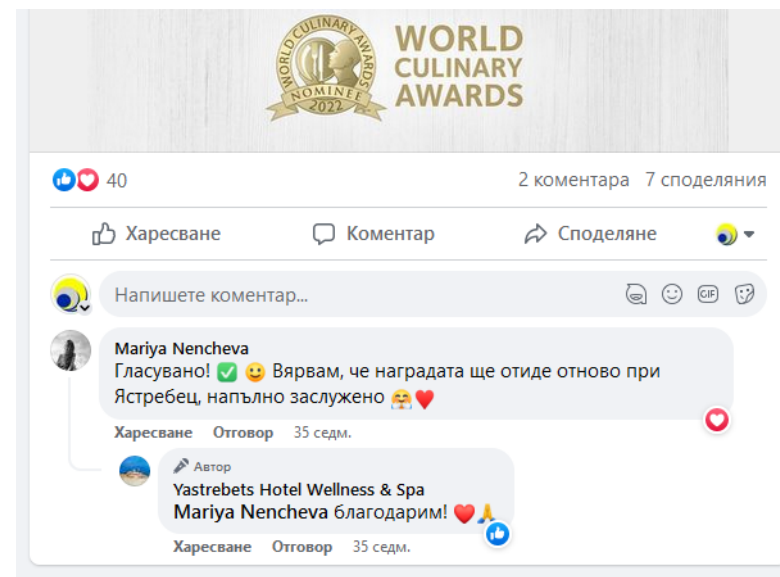 WORLD CULINARY AWARDS
NOMINEE
2022
WORLD
CULINARY
AWARDS
40
2 коментара 7 споделяния
Харесване Коментар Споделяне
Напишете коментар...
GIF
Mariya Nencheva
Гласувано! ✅ 🙂 Вярвам, че наградата ще отиде отново при
Ястребец, напълно заслужено 🤗♥️
Харесване Отговор 35 седм.
Автор
Yastrebets Hotel Wellness & Spa
Mariya Nencheva благодарим! ♥️🙏
Харесване Отговор 35 седм.